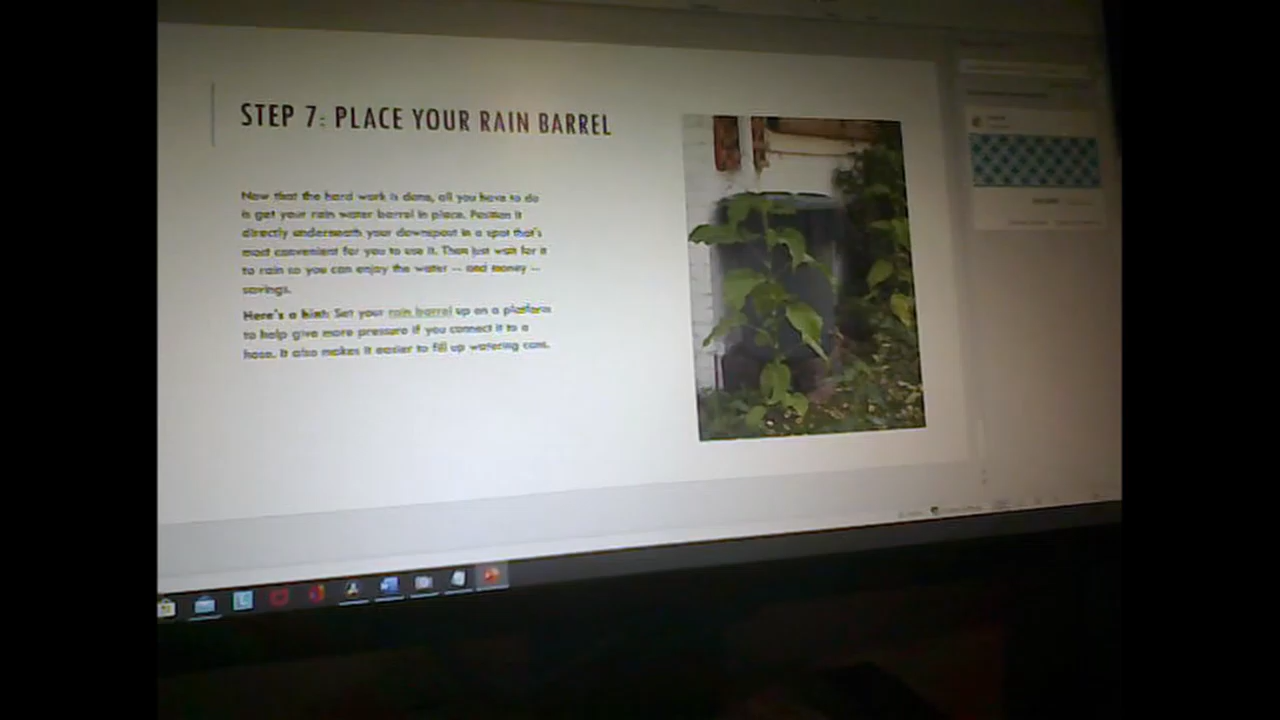 STEP 7: PLACE YOUR RAIN BARREL
Now that the hard work is done, all you have to do
is get your rain water barrel in place. Position it
directly underneath your downspout in a spot that's
most convenient for you to use it. Then just wait for it
to rain so you can enjoy the water -- and money --
savings.
Here's a hint: Set your rain barrel up on a platform
to help give more pressure if you connect it to a
hose. It also makes it easier to fill up watering cans.